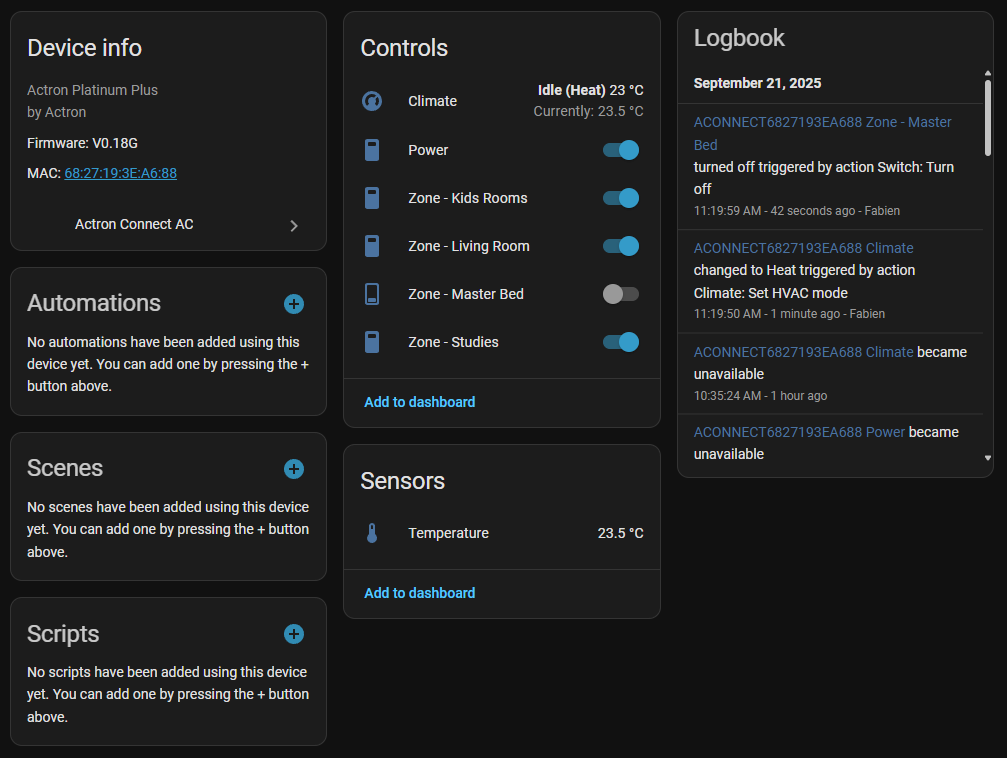 Device info
Actron Platinum Plus
by Actron
Firmware: V0.18G
MAC: 68:27:19:3E:A6:88
Actron Connect AC
Automations
No automations have been added using this
device yet. You can add one by pressing the +
button above.
Scenes
No scenes have been added using this device
yet. You can add one by pressing the + button
above.
Scripts
No scripts have been added using this device
yet. You can add one by pressing the + button
above.
Controls
Climate
Idle (Heat) 23 °C
Currently: 23.5 °C
Power
Zone - Kids Rooms
Zone - Living Room
Zone - Master Bed
Zone - Studies
Add to dashboard
Sensors
Temperature 23.5 °C
Add to dashboard
Logbook
September 21, 2025
ACONNECT6827193EA688 Zone - Master
Bed
turned off triggered by action Switch: Turn
off
11:19:59 AM - 42 seconds ago - Fabien
ACONNECT6827193EA688 Climate
changed to Heat triggered by action
Climate: Set HVAC mode
11:19:50 AM - 1 minute ago - Fabien
ACONNECT6827193EA688 Climate became
unavailable
10:35:24 AM - 1 hour ago
ACONNECT6827193EA688 Power became
unavailable